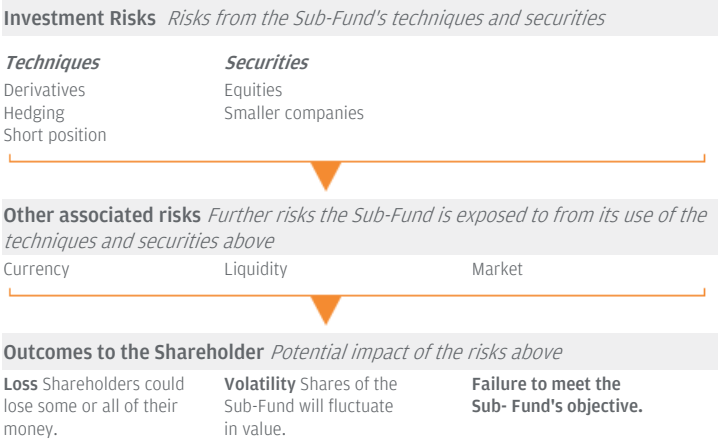 Investment Risks Risks from the Sub-Fund's techniques and securities
Techniques Securities
Derivatives Equities
Hedging Smaller companies
Short position
Other associated risks Further risks the Sub-Fund is exposed to from its use of the
techniques and securities above
Currency Liquidity Market
Outcomes to the Shareholder Potential impact of the risks above
Loss Shareholders could
lose some or all of their
money.
Volatility Shares of the
Sub-Fund will fluctuate
in value.
Failure to meet the
Sub- Fund's objective.